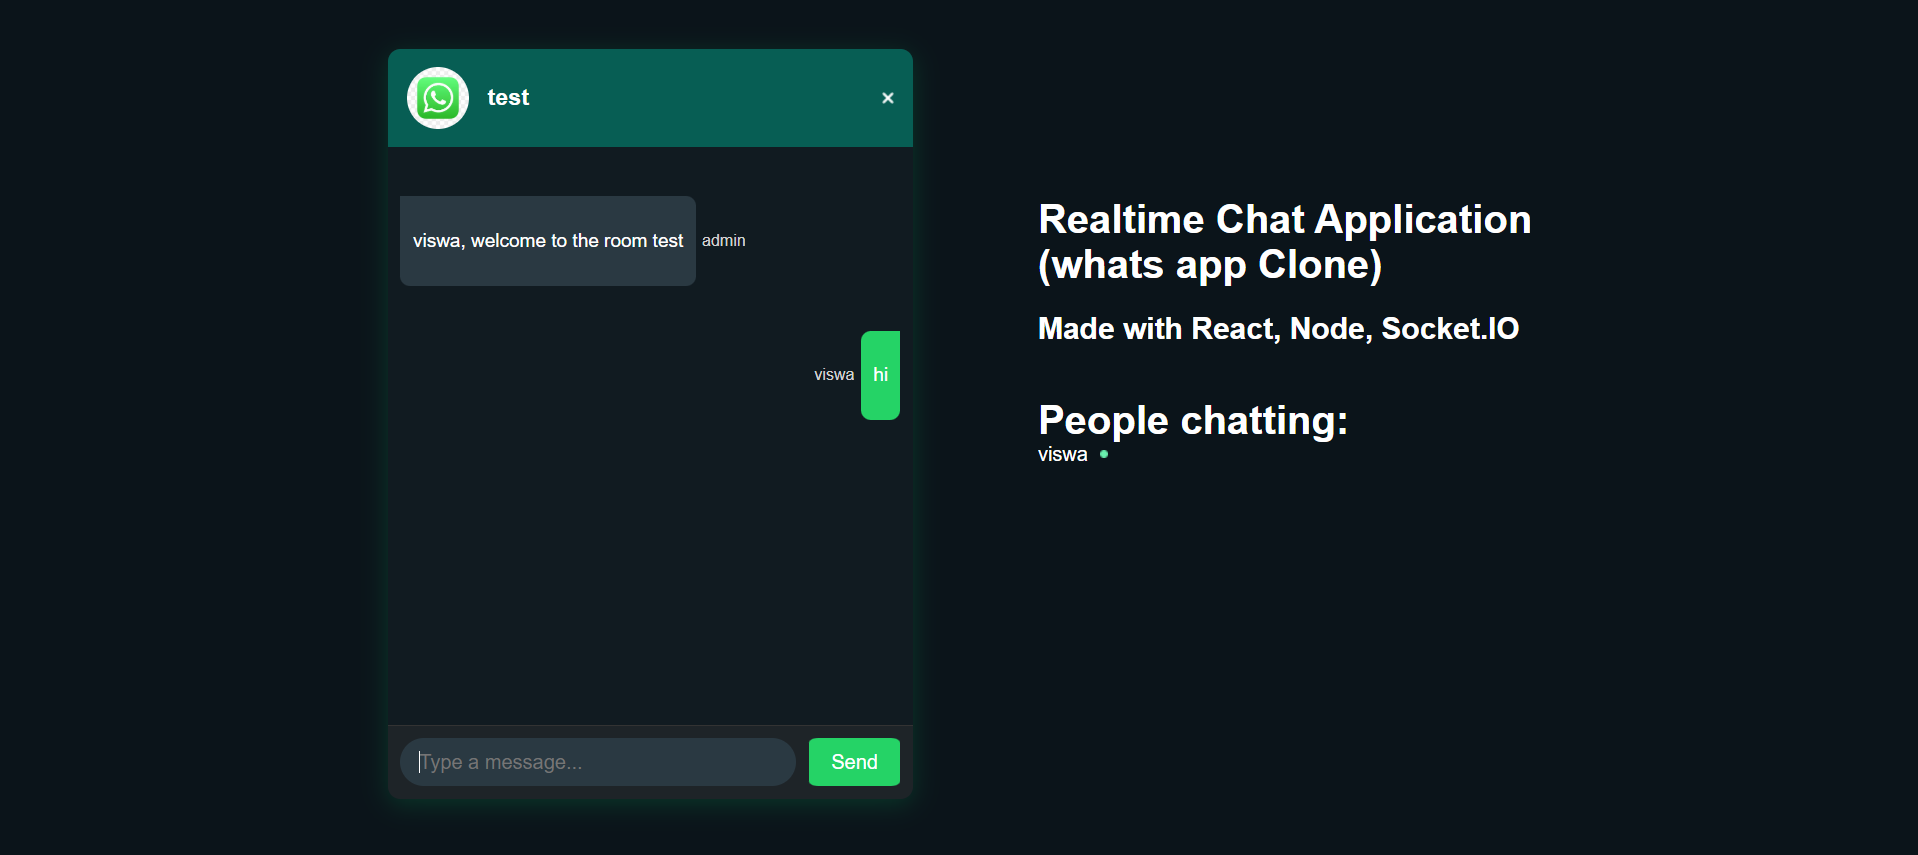 test
×
viswa, welcome to the room test
admin
viswa
hi
Type a message...
Send
Realtime Chat Application
(whats app Clone)
Made with React, Node, Socket.IO
People chatting:
viswa